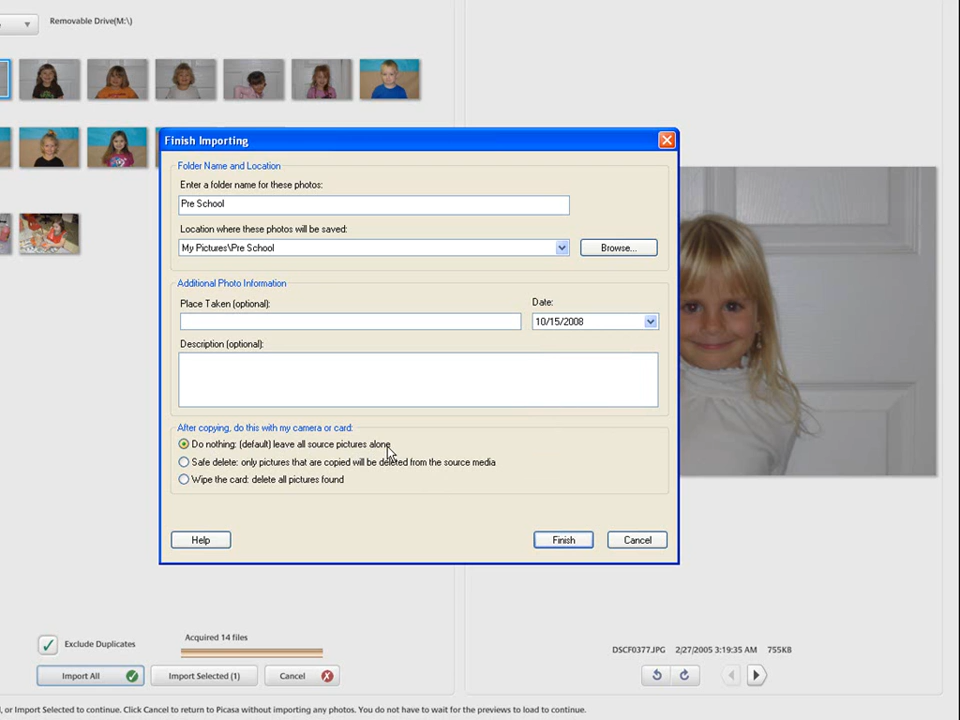 Removable Drive(M:\)
Finish Importing
Folder Name and Location
Enter a folder name for these photos:
Pre School
Location where these photos will be saved:
My Pictures\Pre School
Browse...
Additional Photo Information
Place Taken (optional):
Date:
10/15/2008
Description (optional):
After copying, do this with my camera or card:
Do nothing: (default) leave all source pictures alone
Safe delete: only pictures that are copied will be deleted from the source media
Wipe the card: delete all pictures found
Help
Finish
Cancel
Exclude Duplicates
Acquired 14 files
DSCF0377.JPG 2/27/2005 3:19:35 AM 755KB
Import All
Import Selected (1)
Cancel
, or Import Selected to continue. Click Cancel to return to Picasa without importing any photos. You do not have to wait for the previews to load to continue.